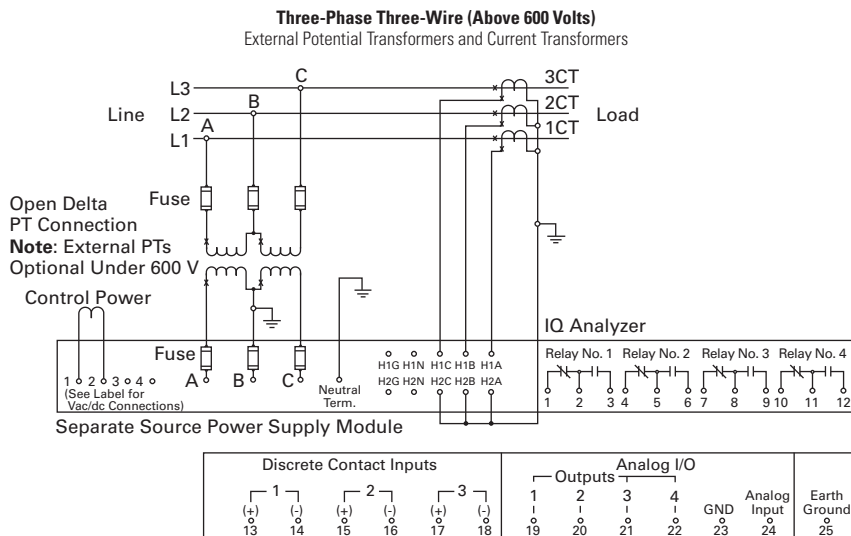 Three-Phase Three-Wire (Above 600 Volts)
External Potential Transformers and Current Transformers
L3 C 3CT
Line L2 B 2CT Load
L1 A 1CT
Fuse
Open Delta
PT Connection
Note: External PTs
Optional Under 600 V
Control Power
IQ Analyzer
Fuse
H1G H1N H1C H1B H1A
H2G H2N H2C H2B H2A
Relay No. 1 Relay No. 2 Relay No. 3 Relay No. 4
1 2 3 4
(See Label for
Vac/dc Connections)
A B C
Neutral
Term.
1 2 3 4 5 6 7 8 9 10 11 12
Separate Source Power Supply Module
Discrete Contact Inputs
1 2 3
(+) (-) (+) (-) (+) (-)
13 14 15 16 17 18
Analog I/O
Outputs
1 2 3 4
GND
Analog
Input
Earth
Ground
19 20 21 22 23 24 25